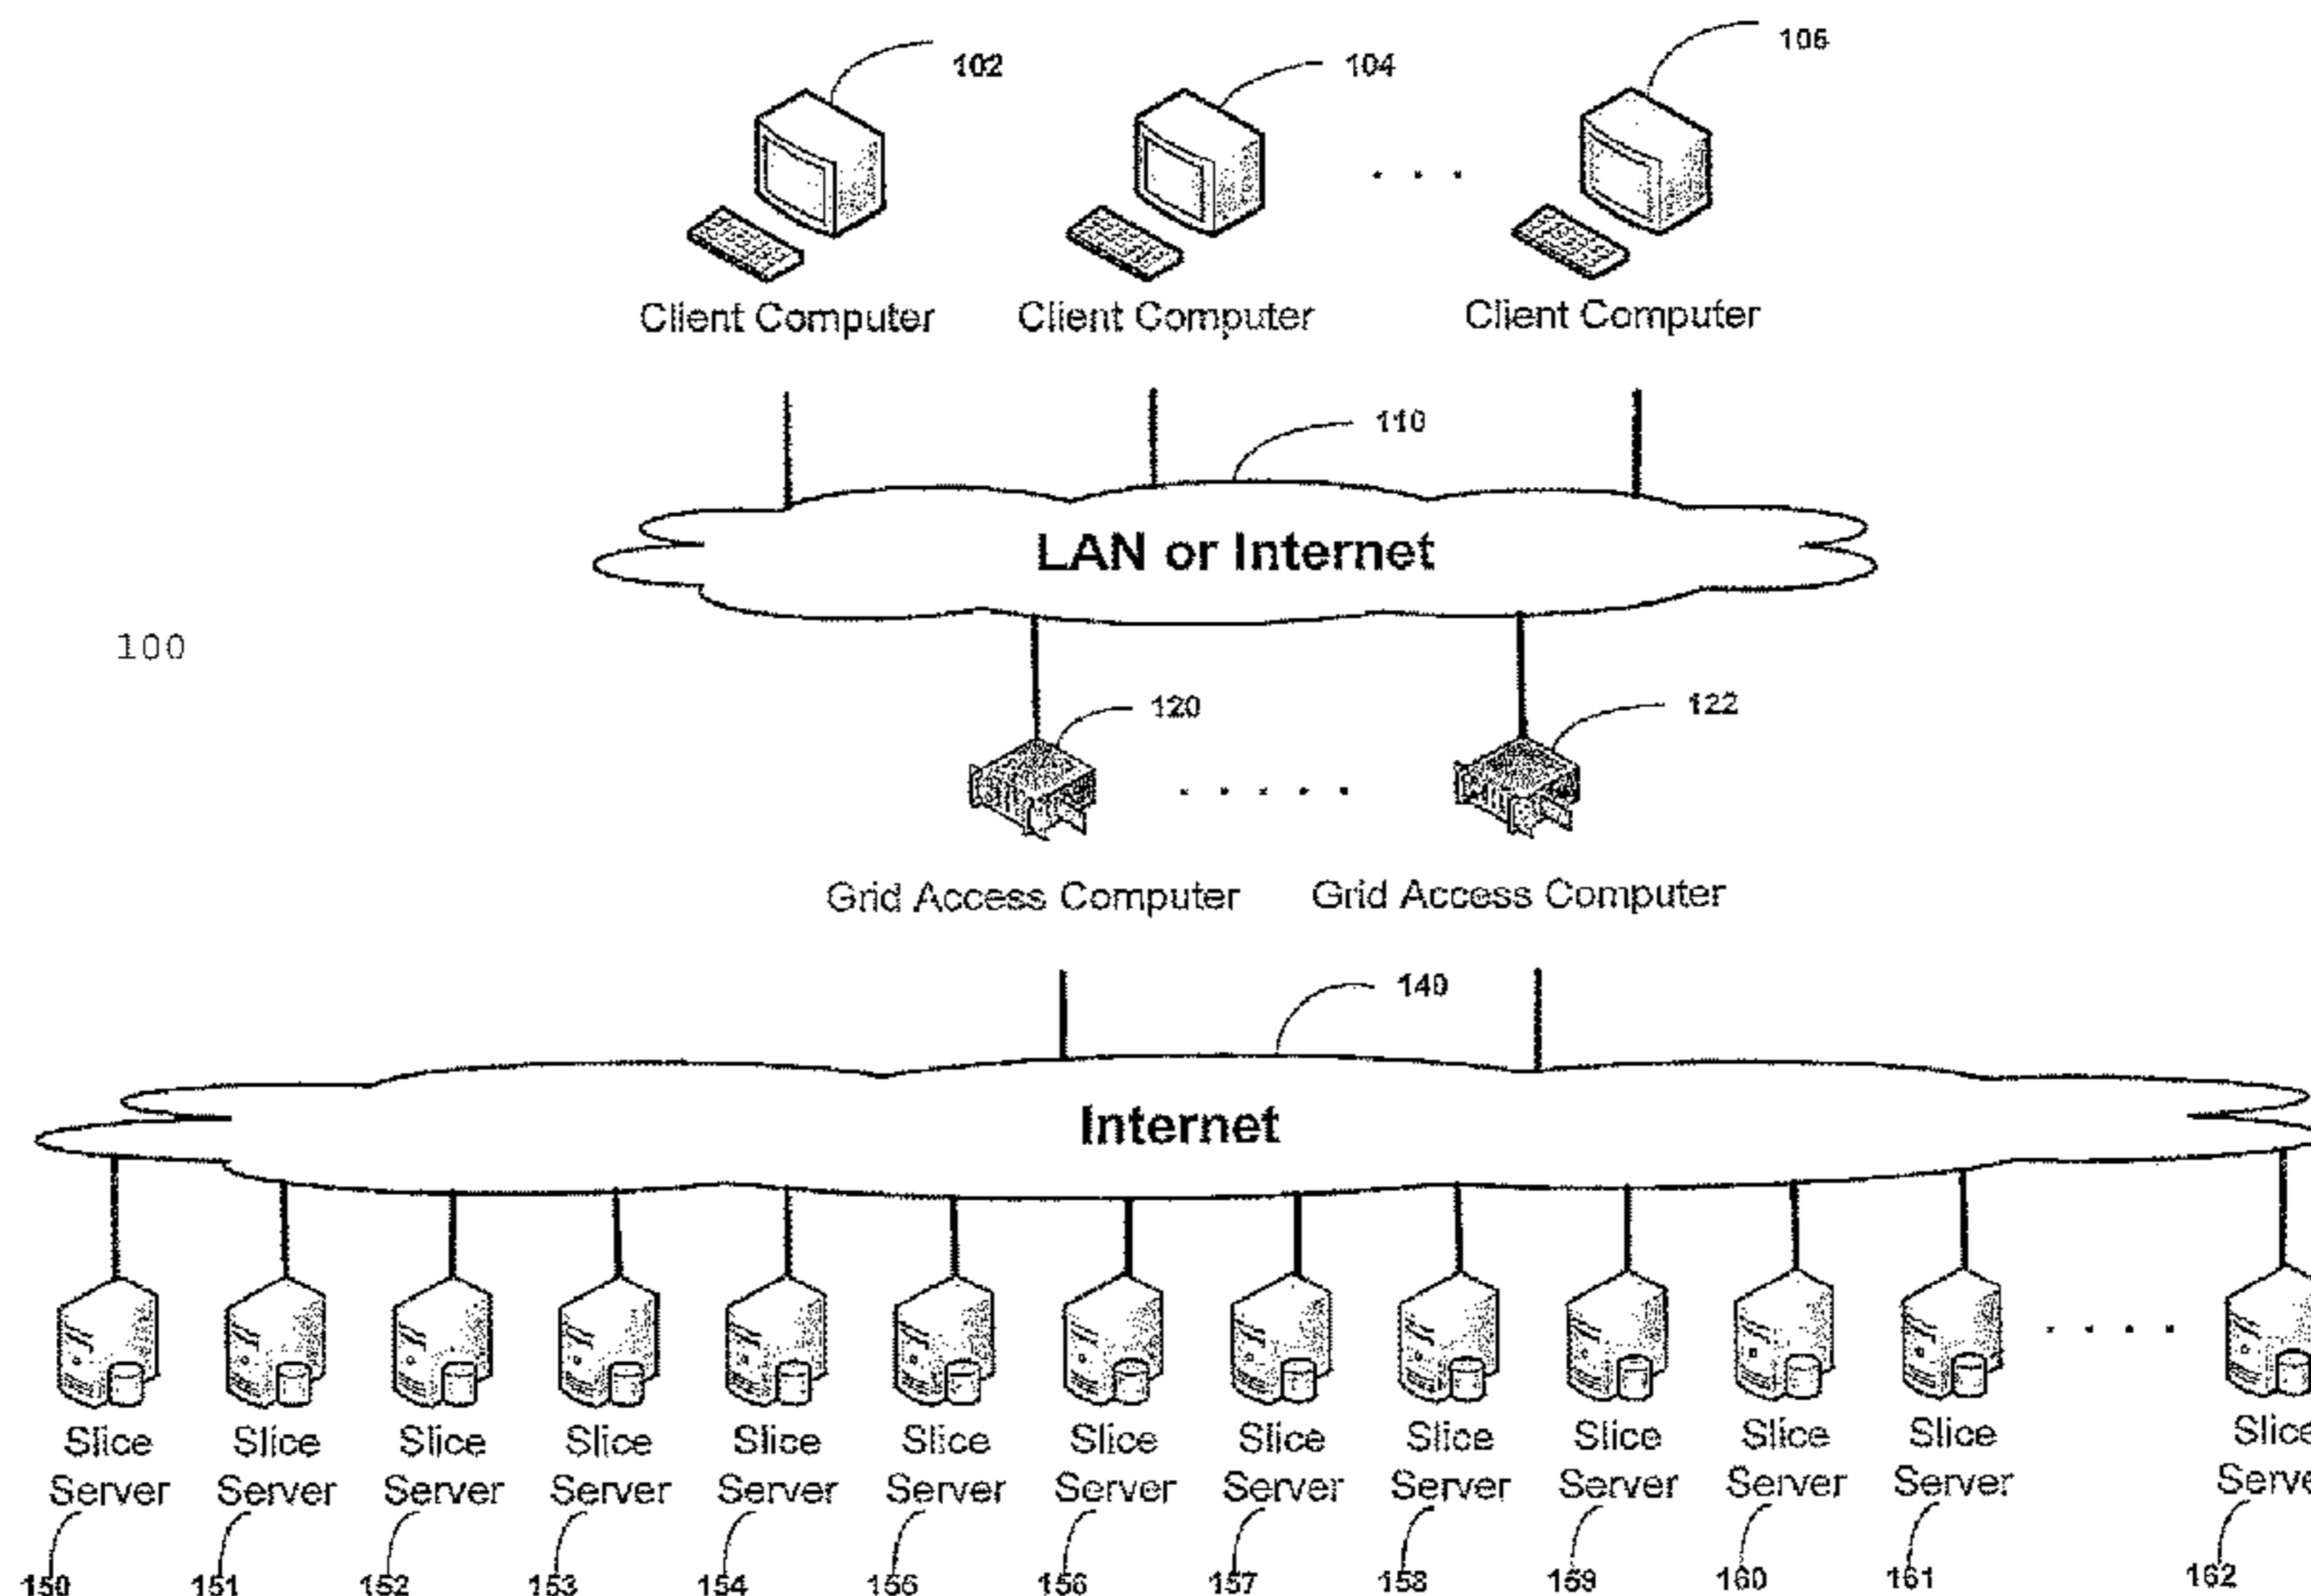 102
104
106
Client Computer
Client Computer
Client Computer
110
LAN or Internet
100
120
122
Grid Access Computer
Grid Access Computer
140
Internet
Slice Server
Slice Server
Slice Server
Slice Server
Slice Server
Slice Server
Slice Server
Slice Server
Slice Server
Slice Server
Slice Server
Slice Server
Slice Serve
150
151
152
153
154
156
156
157
158
159
160
161
162